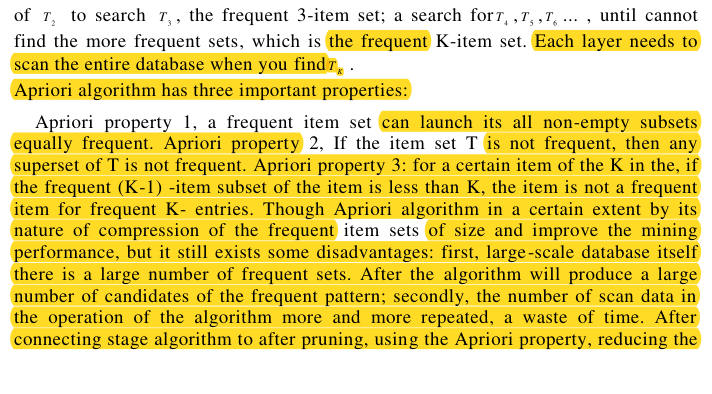 of T₂ to search T₃, the frequent 3-item set; a search forT₄,T₅,T₆... , until cannot
find the more frequent sets, which is the frequent K-item set. Each layer needs to
scan the entire database when you findT_K .
Apriori algorithm has three important properties:
Apriori property 1, a frequent item set can launch its all non-empty subsets
equally frequent. Apriori property 2, If the item set T is not frequent, then any
superset of T is not frequent. Apriori property 3: for a certain item of the K in the, if
the frequent (K-1) -item subset of the item is less than K, the item is not a frequent
item for frequent K- entries. Though Apriori algorithm in a certain extent by its
nature of compression of the frequent item sets of size and improve the mining
performance, but it still exists some disadvantages: first, large-scale database itself
there is a large number of frequent sets. After the algorithm will produce a large
number of candidates of the frequent pattern; secondly, the number of scan data in
the operation of the algorithm more and more repeated, a waste of time. After
connecting stage algorithm to after pruning, using the Apriori property, reducing the